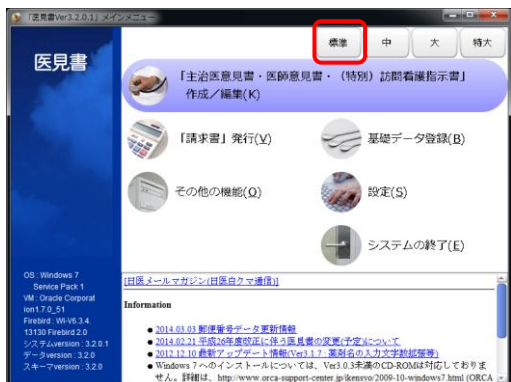 「医見書Ver3.2.0.1」メインメニュー
標準 中 大 特大
医見書
「主治医意見書・医師意見書・（特別）訪問看護指示書」
作成／編集(K)
「請求書」発行(V)
基礎データ登録(B)
その他の機能(O)
設定(S)
システムの終了(E)
OS : Windows 7
Service Pack 1
VM : Oracle Corporat
ion1.7.0_51
Firebird : WI-V6.3.4.
13130 Firebird 2.0
システムversion : 3.2.0.1
データversion : 3.2.0
スキーマversion : 3.2.0
[日医メールマガジン(日医白クマ通信)]
Information
2014.03.03 郵便番号データ更新情報
2014.02.21 平成26年度改正に伴う医見書の変更(予定)について
2012.12.10 最新アップデート情報(Ver3.1.7 : 薬剤名の入力文字数拡張等)
Windows 7 へのインストールについては、Ver3.0.3未満のCD-ROMは対応しておりま
せん。詳細は、http://www.orca-support-center.jp/ikensyo/2009-10-windows7.html (ORCA